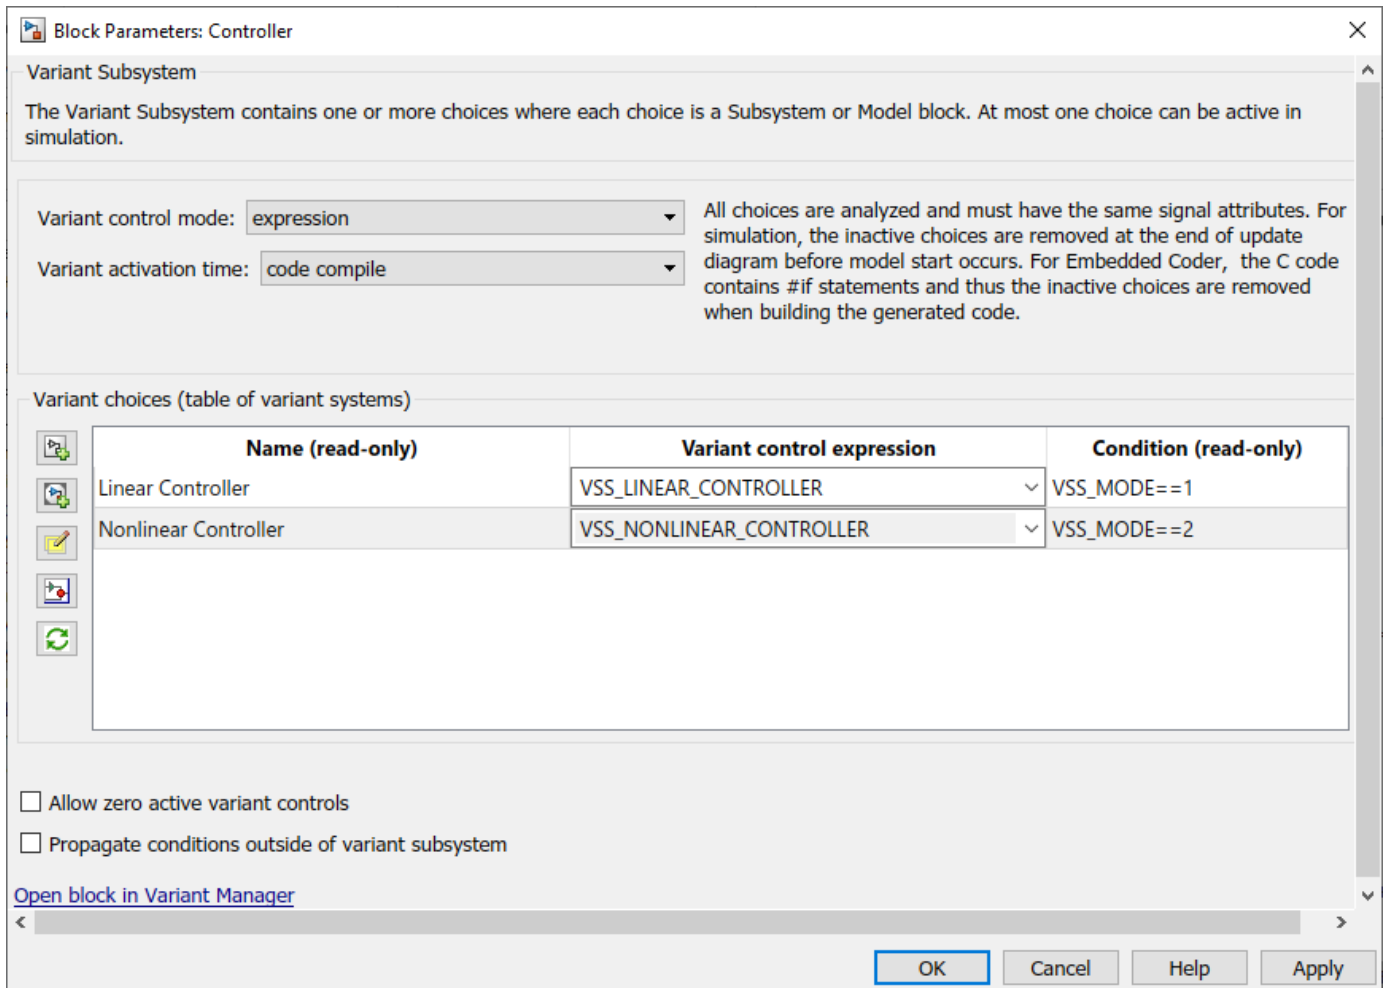 Block Parameters: Controller
Variant Subsystem
The Variant Subsystem contains one or more choices where each choice is a Subsystem or Model block. At most one choice can be active in
simulation.
Variant control mode: expression
Variant activation time: code compile
All choices are analyzed and must have the same signal attributes. For
simulation, the inactive choices are removed at the end of update
diagram before model start occurs. For Embedded Coder, the C code
contains #if statements and thus the inactive choices are removed
when building the generated code.
Variant choices (table of variant systems)
Name (read-only) Variant control expression Condition (read-only)
Linear Controller VSS_LINEAR_CONTROLLER VSS_MODE==1
Nonlinear Controller VSS_NONLINEAR_CONTROLLER VSS_MODE==2
Allow zero active variant controls
Propagate conditions outside of variant subsystem
Open block in Variant Manager
OK Cancel Help Apply